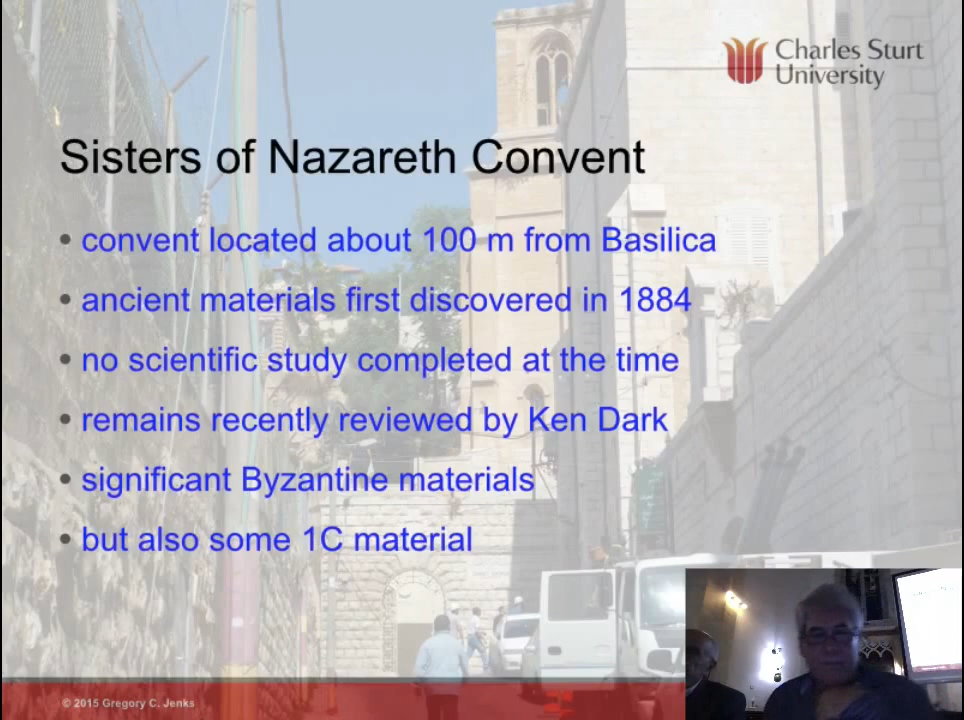 Charles Sturt
University
Sisters of Nazareth Convent
• convent located about 100 m from Basilica
• ancient materials first discovered in 1884
• no scientific study completed at the time
• remains recently reviewed by Ken Dark
• significant Byzantine materials
• but also some 1C material
© 2015 Gregory C. Jenks